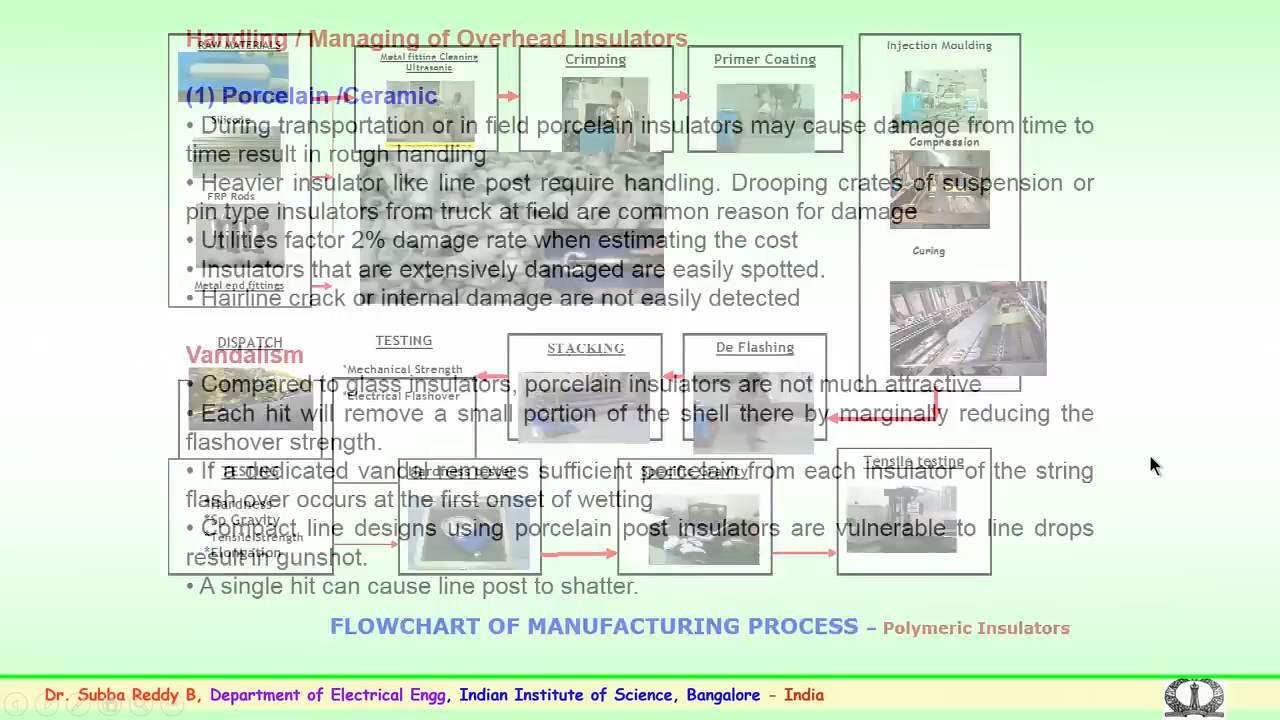 Handling / Managing of Overhead Insulators
(1) Porcelain /Ceramic
• During transportation or in field porcelain insulators may cause damage from time to
time result in rough handling
• Heavier insulator like line post require handling. Drooping crates of suspension or
pin type insulators from truck at field are common reason for damage
• Utilities factor 2% damage rate when estimating the cost
• Insulators that are extensively damaged are easily spotted.
• Hairline crack or internal damage are not easily detected
Vandalism
• Compared to glass insulators, porcelain insulators are not much attractive
• Each hit will remove a small portion of the shell there by marginally reducing the
flashover strength.
• If a dedicated vandal removes sufficient porcelain from each insulator of the string
flash over occurs at the first onset of wetting
• Compact line designs using porcelain post insulators are vulnerable to line drops
result in gunshot.
• A single hit can cause line post to shatter.
RAW MATERIALS
Silicone
FRP Rods
Metal end fittings
Metal fitting Cleaning
Ultrasonic
Crimping
Primer Coating
Injection Moulding
Compression
Curing
De Flashing
STACKING
TESTING
*Mechanical Strength
*Electrical Flashover
DISPATCH
TESTING
*Hardness
*Sp Gravity
*Tensile Strength
*Elongation
Hardness tester
Specific Gravity
Tensile testing
FLOWCHART OF MANUFACTURING PROCESS – Polymeric Insulators
Dr. Subba Reddy B, Department of Electrical Engg, Indian Institute of Science, Bangalore - India